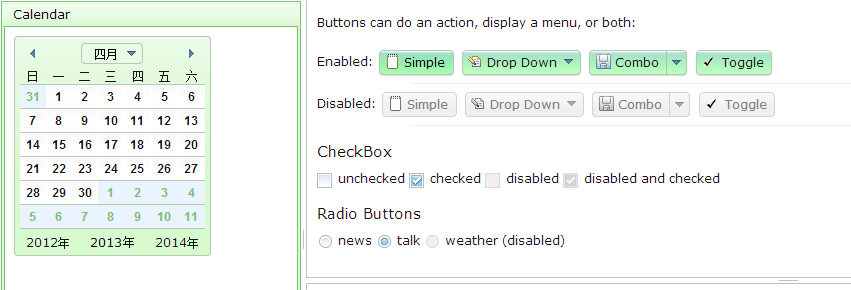 Calendar
四月
日 一 二 三 四 五 六
31 1 2 3 4 5 6
7 8 9 10 11 12 13
14 15 16 17 18 19 20
21 22 23 24 25 26 27
28 29 30 1 2 3 4
5 6 7 8 9 10 11
2012年 2013年 2014年
Buttons can do an action, display a menu, or both:
Enabled: Simple Drop Down Combo Toggle
Disabled: Simple Drop Down Combo Toggle
CheckBox
unchecked checked disabled disabled and checked
Radio Buttons
news talk weather (disabled)